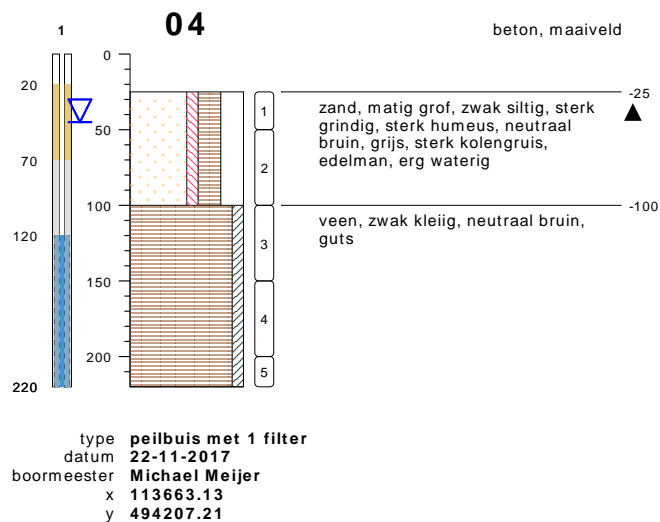 1
04
beton, maaiveld
0
20
50
70
100
120
150
200
220
1
2
3
4
5
-25
zand, matig grof, zwak siltig, sterk
grindig, sterk humeus, neutraal
bruin, grijs, sterk kolengruis,
edelman, erg waterig
-100
veen, zwak kleiig, neutraal bruin,
guts
type peilbuis met 1 filter
datum 22-11-2017
boormeester Michael Meijer
x 113663.13
y 494207.21